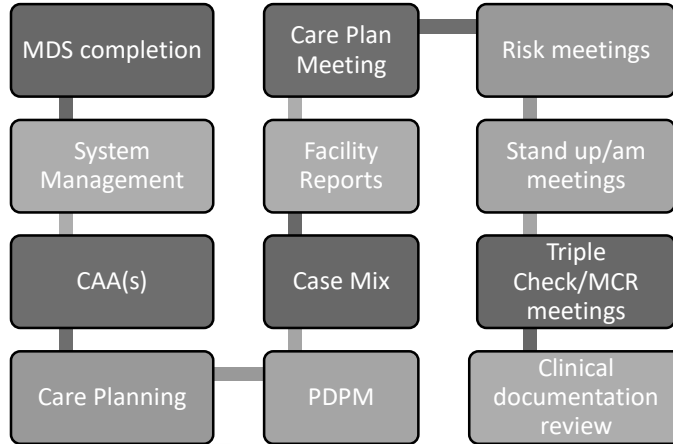 MDS completion
System
Management
CAA(s)
Care Planning
PDPM
Case Mix
Facility
Reports
Care Plan
Meeting
Risk meetings
Stand up/am
meetings
Triple
Check/MCR
meetings
Clinical
documentation
review